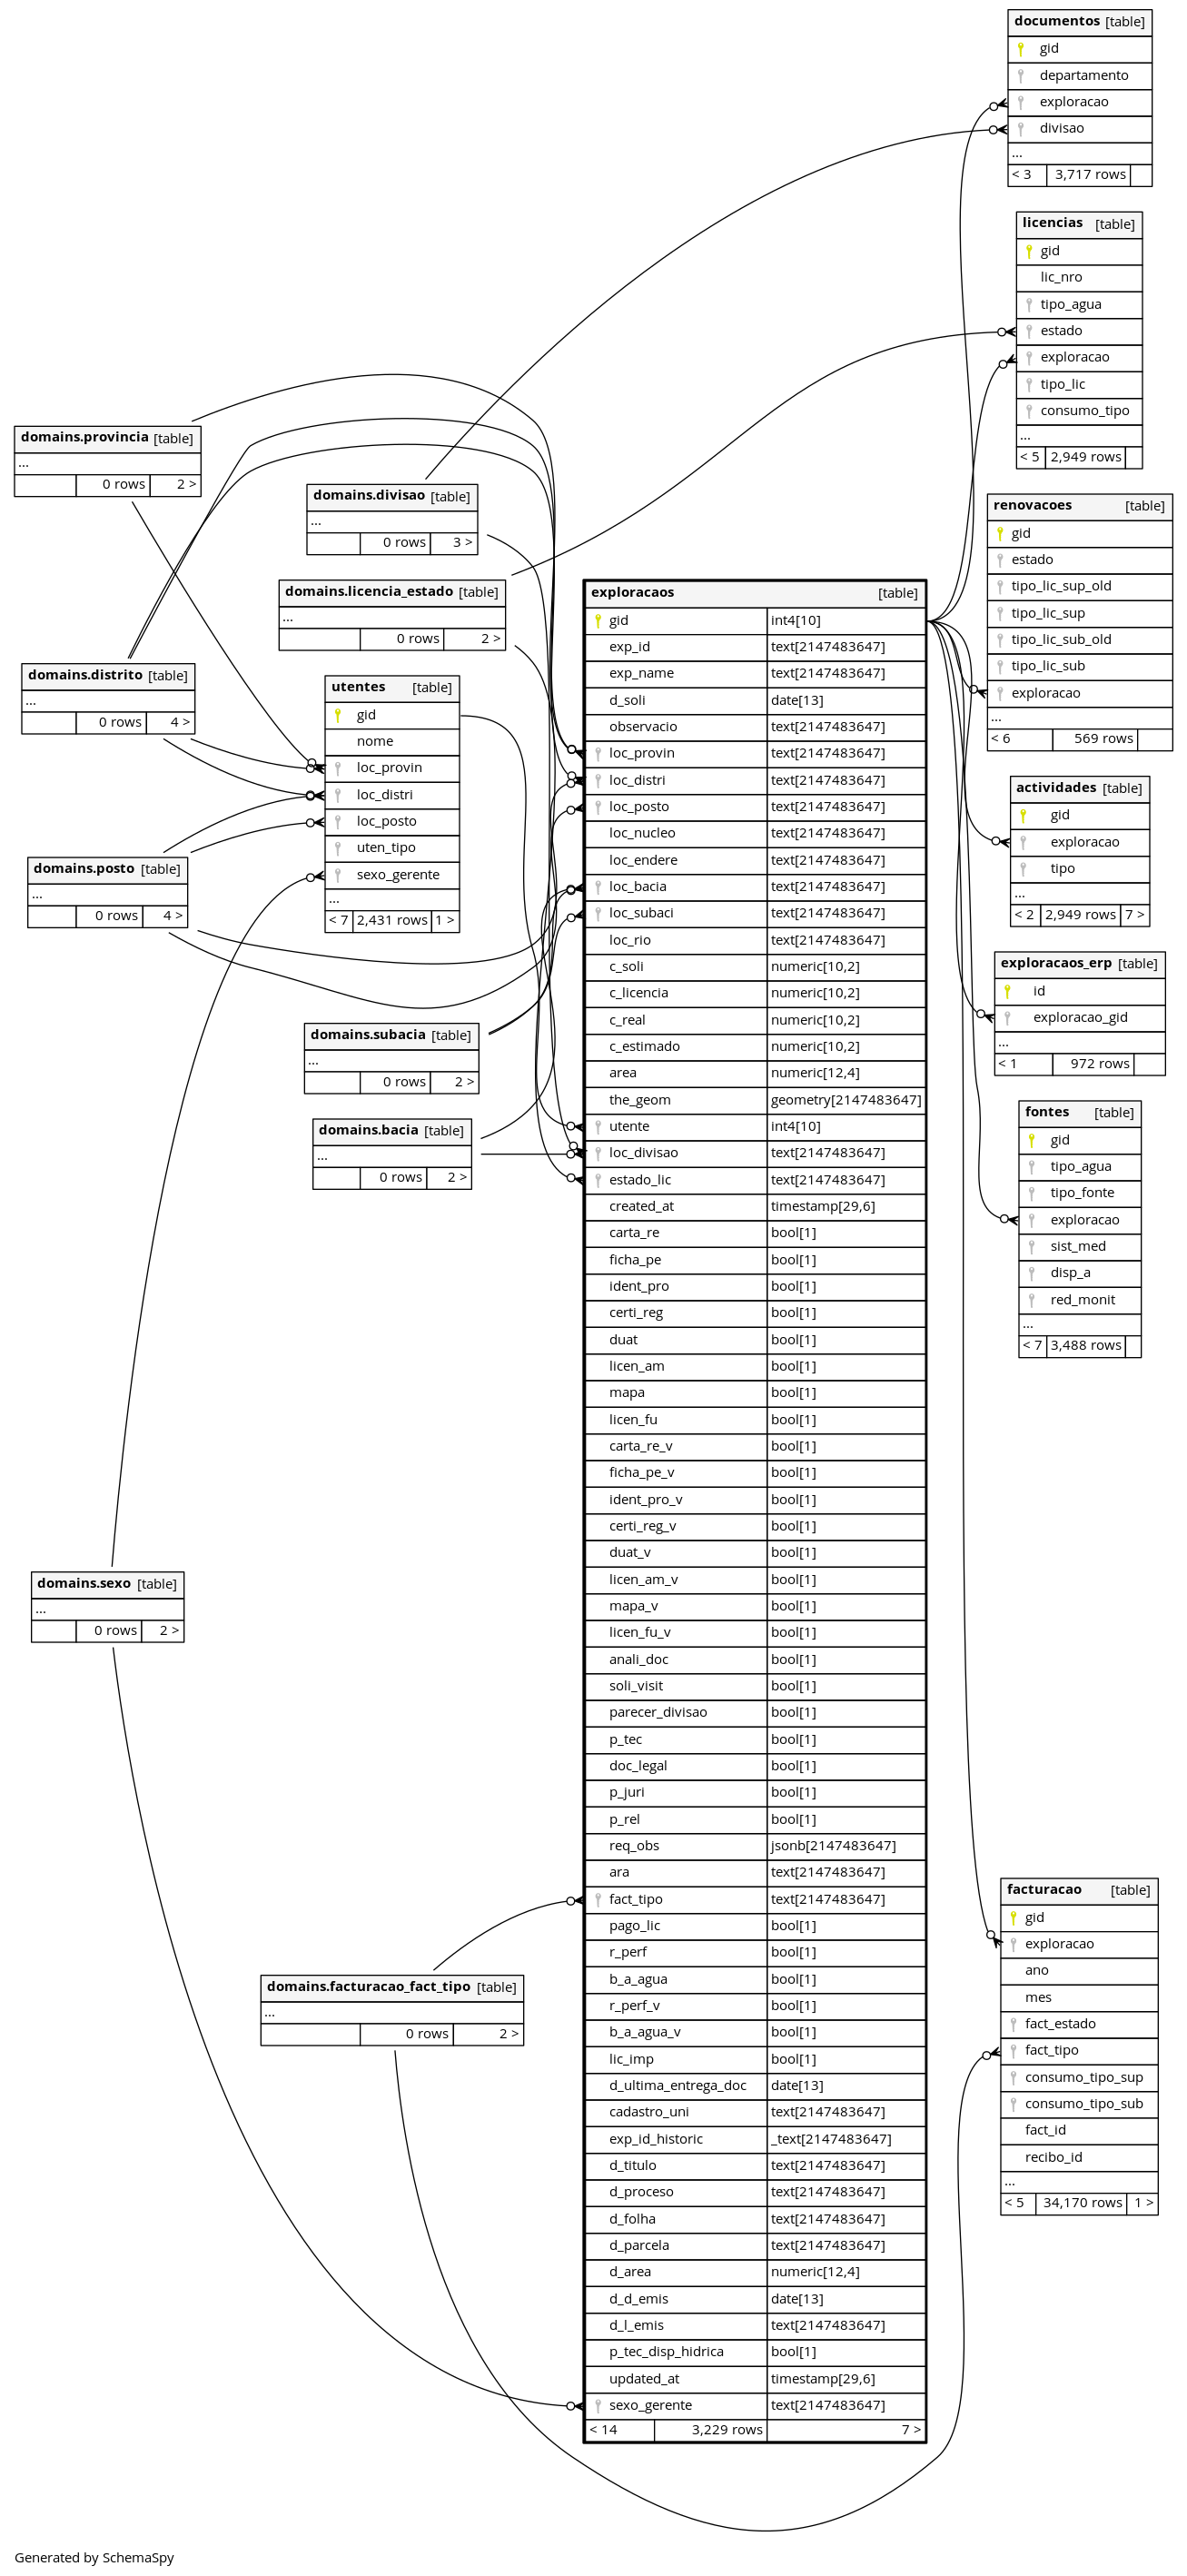 documentos [table]
gid
departamento
exploracao
divisao
...
< 3 3,717 rows
licencias [table]
gid
lic_nro
tipo_agua
estado
exploracao
tipo_lic
consumo_tipo
...
< 5 2,949 rows
domains.provincia [table]
...
0 rows 2 >
domains.divisao [table]
...
0 rows 3 >
renovacoes [table]
gid
estado
tipo_lic_sup_old
tipo_lic_sup
tipo_lic_sub_old
tipo_lic_sub
exploracao
...
< 6 569 rows
domains.licencia_estado [table]
...
0 rows 2 >
domains.distrito [table]
...
0 rows 4 >
utentes [table]
gid
nome
loc_provin
loc_distri
loc_posto
uten_tipo
sexo_gerente
...
< 7 2,431 rows 1 >
domains.posto [table]
...
0 rows 4 >
domains.subacia [table]
...
0 rows 2 >
domains.bacia [table]
...
0 rows 2 >
domains.sexo [table]
...
0 rows 2 >
domains.facturacao_fact_tipo [table]
...
0 rows 2 >
exploracaos [table]
gid int4[10]
exp_id text[2147483647]
exp_name text[2147483647]
d_soli date[13]
observacio text[2147483647]
loc_provin text[2147483647]
loc_distri text[2147483647]
loc_posto text[2147483647]
loc_nucleo text[2147483647]
loc_endere text[2147483647]
loc_bacia text[2147483647]
loc_subaci text[2147483647]
loc_rio text[2147483647]
c_soli numeric[10,2]
c_licencia numeric[10,2]
c_real numeric[10,2]
c_estimado numeric[10,2]
area numeric[12,4]
the_geom geometry[2147483647]
utente int4[10]
loc_divisao text[2147483647]
estado_lic text[2147483647]
created_at timestamp[29,6]
carta_re bool[1]
ficha_pe bool[1]
ident_pro bool[1]
certi_reg bool[1]
duat bool[1]
licen_am bool[1]
mapa bool[1]
licen_fu bool[1]
carta_re_v bool[1]
ficha_pe_v bool[1]
ident_pro_v bool[1]
certi_reg_v bool[1]
duat_v bool[1]
licen_am_v bool[1]
mapa_v bool[1]
licen_fu_v bool[1]
anali_doc bool[1]
soli_visit bool[1]
parecer_divisao bool[1]
p_tec bool[1]
doc_legal bool[1]
p_juri bool[1]
p_rel bool[1]
req_obs jsonb[2147483647]
ara text[2147483647]
fact_tipo text[2147483647]
pago_lic bool[1]
r_perf bool[1]
b_a_agua bool[1]
r_perf_v bool[1]
b_a_agua_v bool[1]
lic_imp bool[1]
d_ultima_entrega_doc date[13]
cadastro_uni text[2147483647]
exp_id_historic _text[2147483647]
d_titulo text[2147483647]
d_proceso text[2147483647]
d_folha text[2147483647]
d_parcela text[2147483647]
d_area numeric[12,4]
d_d_emis date[13]
d_l_emis text[2147483647]
p_tec_disp_hidrica bool[1]
updated_at timestamp[29,6]
sexo_gerente text[2147483647]
< 14 3,229 rows 7 >
actividades [table]
gid
exploracao
tipo
...
< 2 2,949 rows 7 >
exploracaos_erp [table]
id
exploracao_gid
...
< 1 972 rows
fontes [table]
gid
tipo_agua
tipo_fonte
exploracao
sist_med
disp_a
red_monit
...
< 7 3,488 rows
facturacao [table]
gid
exploracao
ano
mes
fact_estado
fact_tipo
consumo_tipo_sup
consumo_tipo_sub
fact_id
recibo_id
...
< 5 34,170 rows 1 >
Generated by SchemaSpy